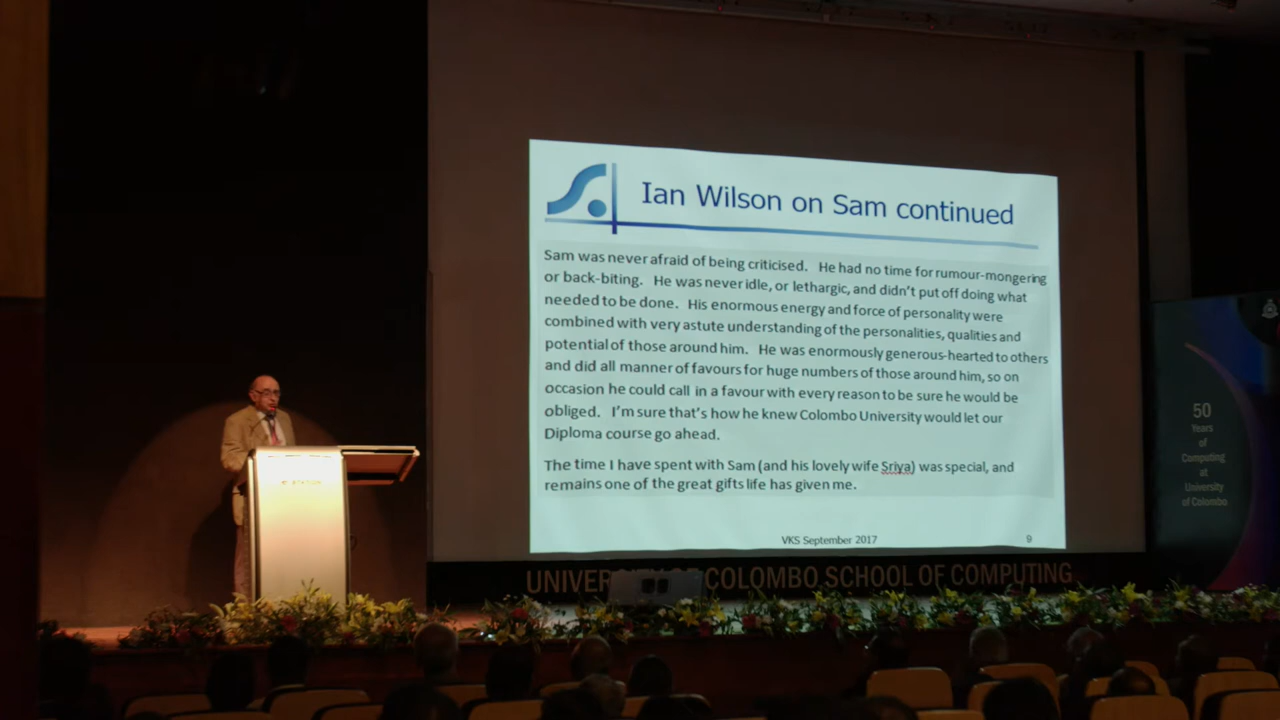 Ian Wilson on Sam continued
Sam was never afraid of being criticised. He had no time for rumour-mongering
or back-biting. He was never idle, or lethargic, and didn't put off doing what
needed to be done. His enormous energy and force of personality were
combined with very astute understanding of the personalities, qualities and
potential of those around him. He was enormously generous-hearted to others
and did all manner of favours for huge numbers of those around him, so on
occasion he could call in a favour with every reason to be sure he would be
obliged. I'm sure that's how he knew Colombo University would let our
Diploma course go ahead.
The time I have spent with Sam (and his lovely wife Sriya) was special, and
remains one of the great gifts life has given me.
VKS September 2017 9
COLOMBO SCHOOL OF COMPUTING
50
Years
of
Computing
at
University
of Colombo